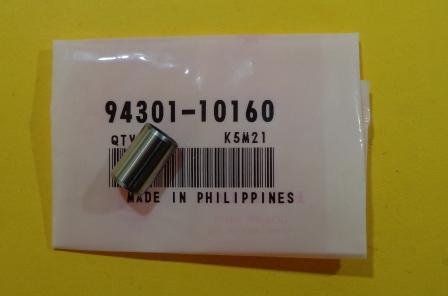 94301-10160
QTY K5M21
MADE IN PHILIPPINES